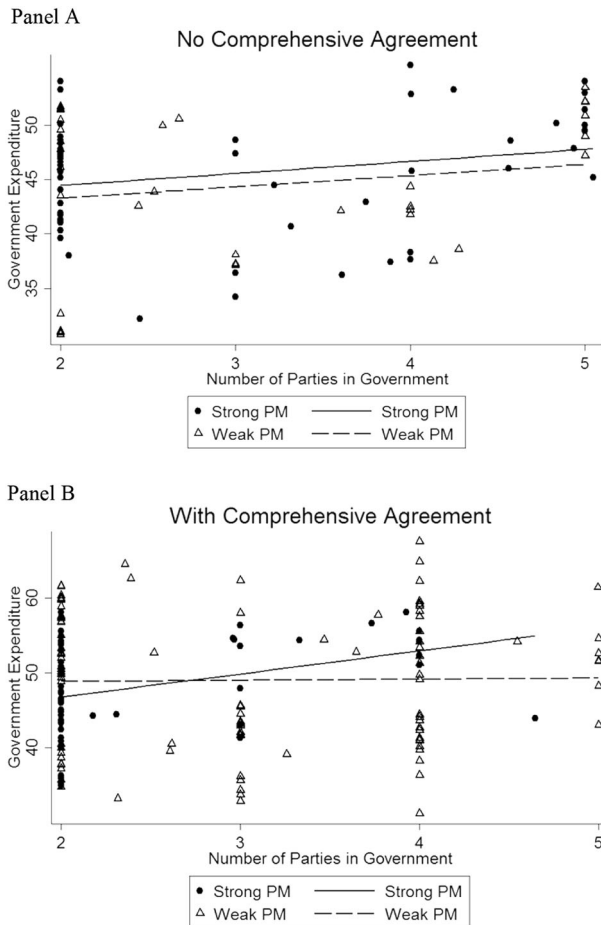 Panel A
No Comprehensive Agreement
Government Expenditure
50
45
40
35
2
3
4
5
Number of Parties in Government
Strong PM
Strong PM
Weak PM
Weak PM
Panel B
With Comprehensive Agreement
Government Expenditure
60
50
40
2
3
4
5
Number of Parties in Government
Strong PM
Strong PM
Weak PM
Weak PM